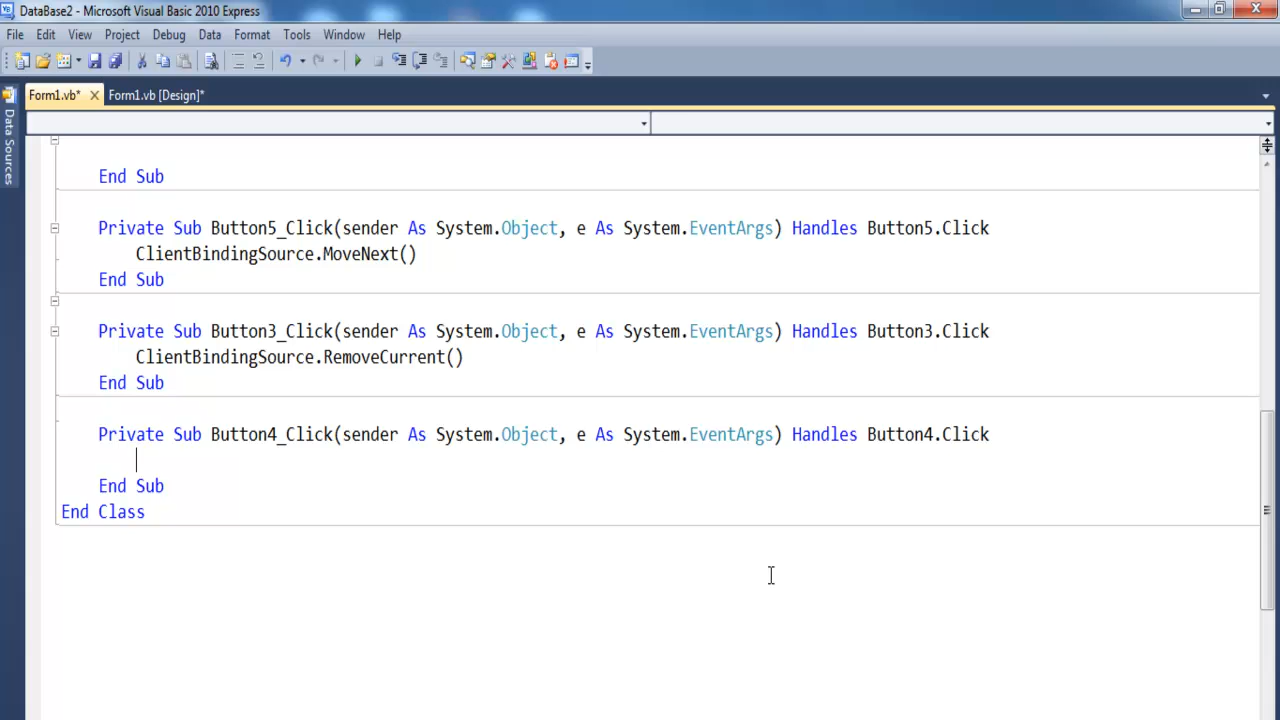 DataBase2 - Microsoft Visual Basic 2010 Express
File Edit View Project Debug Data Format Tools Window Help
Form1.vb* Form1.vb [Design]*
Data Sources
End Sub
Private Sub Button5_Click(sender As System.Object, e As System.EventArgs) Handles Button5.Click
ClientBindingSource.MoveNext()
End Sub
Private Sub Button3_Click(sender As System.Object, e As System.EventArgs) Handles Button3.Click
ClientBindingSource.RemoveCurrent()
End Sub
Private Sub Button4_Click(sender As System.Object, e As System.EventArgs) Handles Button4.Click
End Sub
End Class